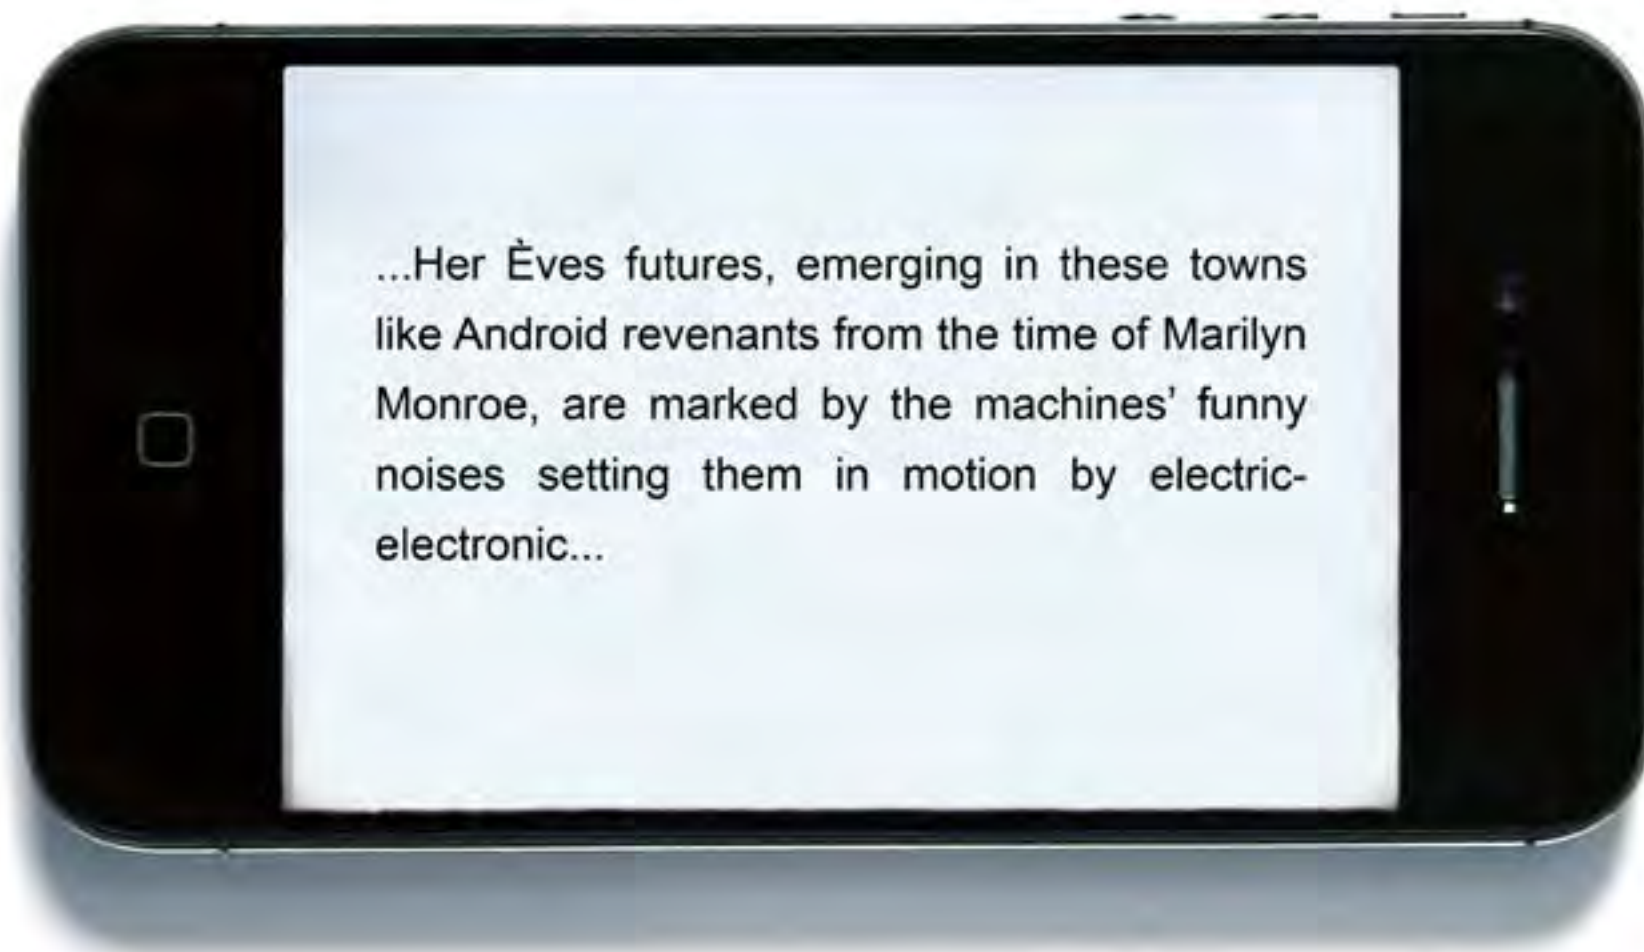 ...Her Èves futures, emerging in these towns
like Android revenants from the time of Marilyn
Monroe, are marked by the machines’ funny
noises setting them in motion by electric-
electronic...